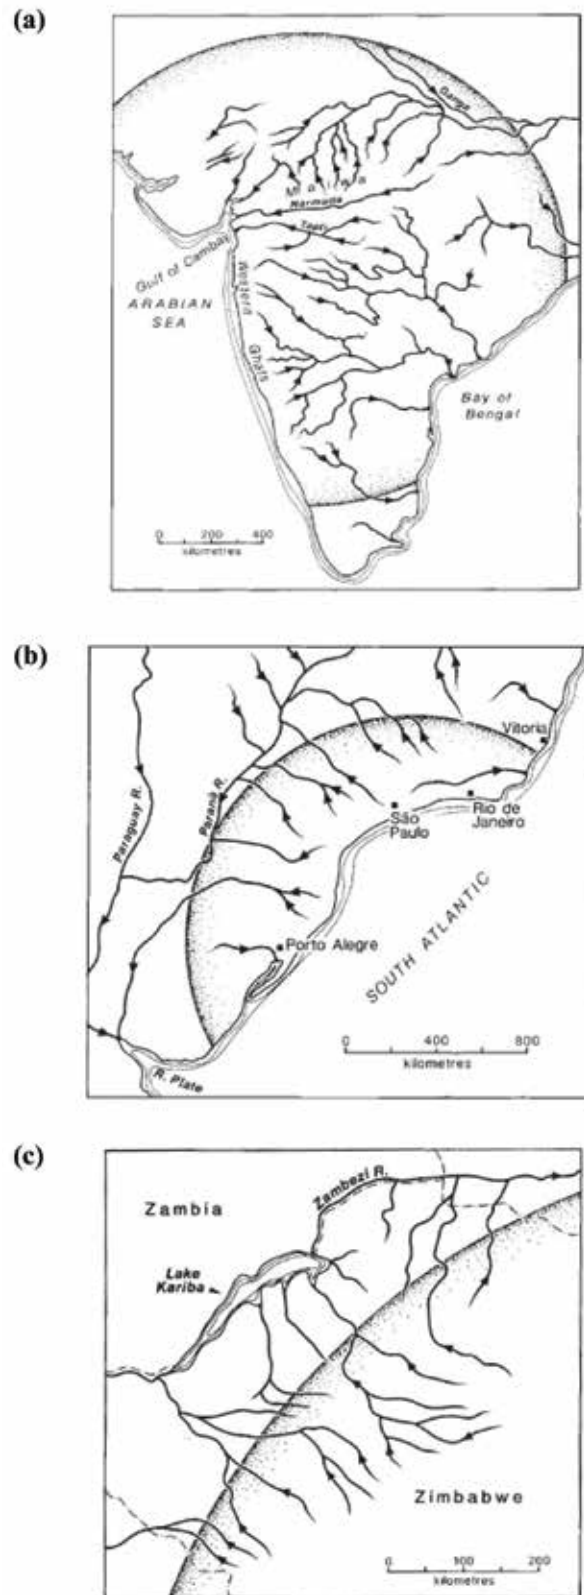 (a)
Ganga
Malwa
Narmada
Tapti
Gulf of Cambay
ARABIAN
SEA
Western
Ghats
Bay of
Bengal
0 200 400
kilometres
(b)
Vitoria
Paraguay R.
Paraná R.
São
Paulo
Rio de
Janeiro
Porto Alegre
SOUTH ATLANTIC
R. Plate
0 400 800
kilometres
(c)
Zambezi R.
Zambia
Lake
Kariba
Zimbabwe
0 100 200
kilometres